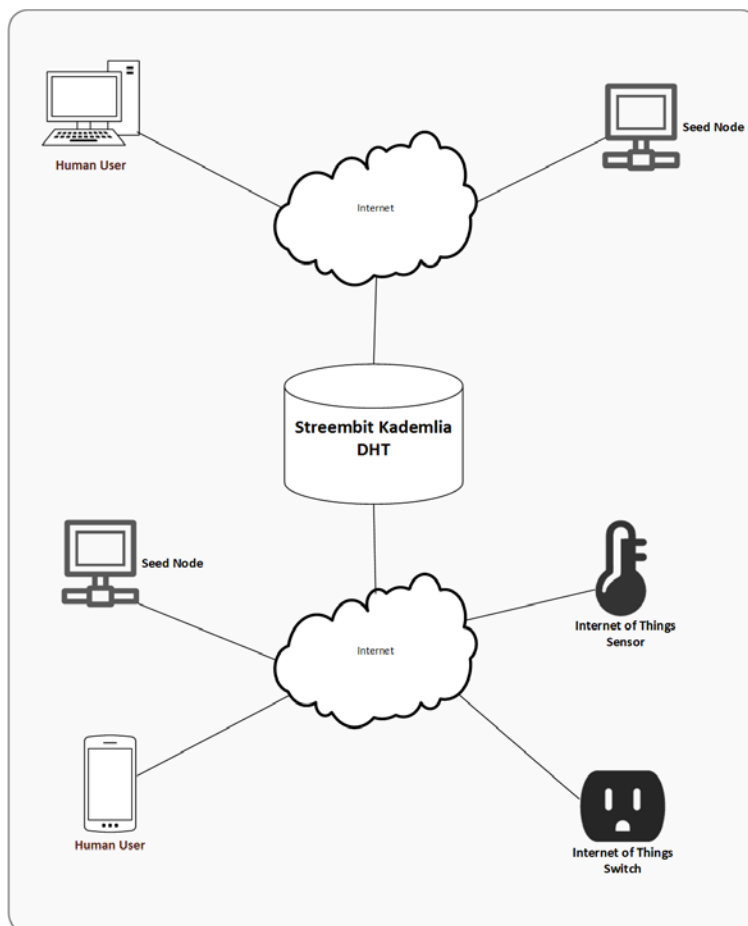 Human User
Seed Node
Internet
Streembit Kademlia
DHT
Seed Node
Internet of Things
Sensor
Internet
Human User
Internet of Things
Switch